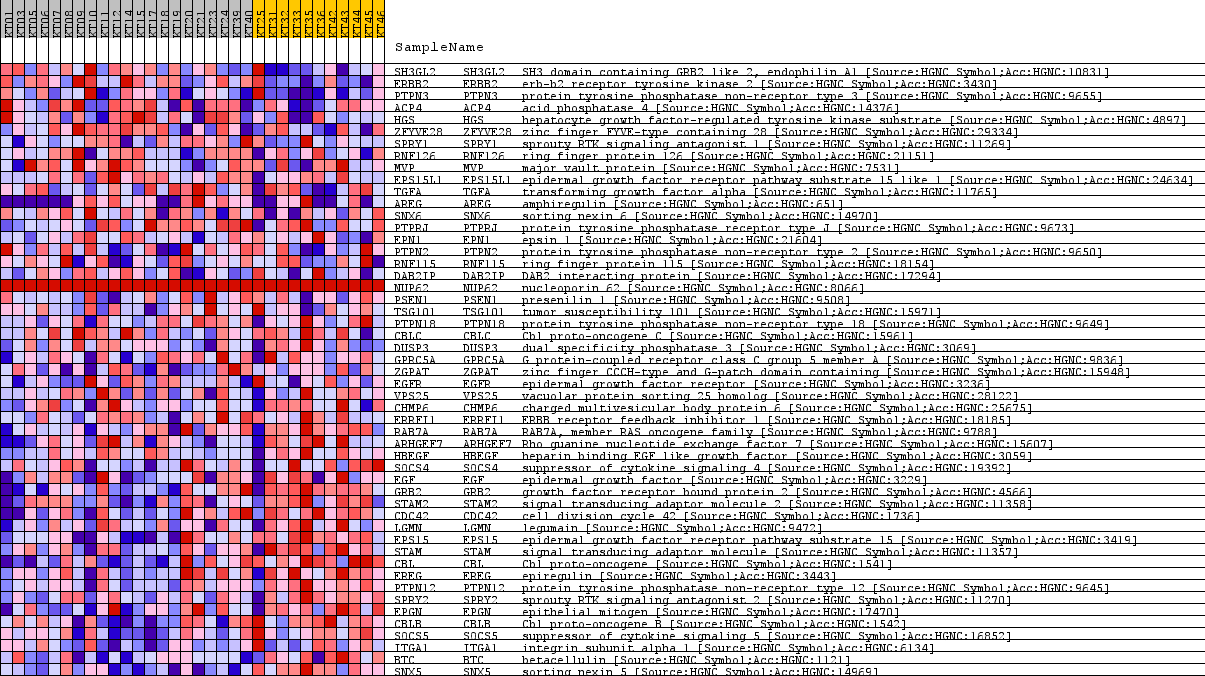 KT01 KT03 KT05 KT06 KT07 KT08 KT09 KT10 KT11 KT12 KT14 KT15 KT17 KT18 KT19 KT20 KT21 KT23 KT24 KT39 KT40 KT25 KT31 KT32 KT33 KT35 KT36 KT42 KT43 KT44 KT45 KT46
SampleName
SH3GL2 SH3GL2 SH3 domain containing GRB2 like 2, endophilin A1 [Source:HGNC Symbol;Acc:HGNC:10831]
ERBB2 ERBB2 erb-b2 receptor tyrosine kinase 2 [Source:HGNC Symbol;Acc:HGNC:3430]
PTPN3 PTPN3 protein tyrosine phosphatase non-receptor type 3 [Source:HGNC Symbol;Acc:HGNC:9655]
ACP4 ACP4 acid phosphatase 4 [Source:HGNC Symbol;Acc:HGNC:14376]
HGS HGS hepatocyte growth factor-regulated tyrosine kinase substrate [Source:HGNC Symbol;Acc:HGNC:4897]
ZFYVE28 ZFYVE28 zinc finger FYVE-type containing 28 [Source:HGNC Symbol;Acc:HGNC:29334]
SPRY1 SPRY1 sprouty RTK signaling antagonist 1 [Source:HGNC Symbol;Acc:HGNC:11269]
RNF126 RNF126 ring finger protein 126 [Source:HGNC Symbol;Acc:HGNC:21151]
MVP MVP major vault protein [Source:HGNC Symbol;Acc:HGNC:7531]
EPS15L1 EPS15L1 epidermal growth factor receptor pathway substrate 15 like 1 [Source:HGNC Symbol;Acc:HGNC:24634]
TGFA TGFA transforming growth factor alpha [Source:HGNC Symbol;Acc:HGNC:11765]
AREG AREG amphiregulin [Source:HGNC Symbol;Acc:HGNC:651]
SNX6 SNX6 sorting nexin 6 [Source:HGNC Symbol;Acc:HGNC:14970]
PTPRJ PTPRJ protein tyrosine phosphatase receptor type J [Source:HGNC Symbol;Acc:HGNC:9673]
EPN1 EPN1 epsin 1 [Source:HGNC Symbol;Acc:HGNC:21604]
PTPN2 PTPN2 protein tyrosine phosphatase non-receptor type 2 [Source:HGNC Symbol;Acc:HGNC:9650]
RNF115 RNF115 ring finger protein 115 [Source:HGNC Symbol;Acc:HGNC:18154]
DAB2IP DAB2IP DAB2 interacting protein [Source:HGNC Symbol;Acc:HGNC:17294]
NUP62 NUP62 nucleoporin 62 [Source:HGNC Symbol;Acc:HGNC:8066]
PSEN1 PSEN1 presenilin 1 [Source:HGNC Symbol;Acc:HGNC:9508]
TSG101 TSG101 tumor susceptibility 101 [Source:HGNC Symbol;Acc:HGNC:15971]
PTPN18 PTPN18 protein tyrosine phosphatase non-receptor type 18 [Source:HGNC Symbol;Acc:HGNC:9649]
CBLC CBLC Cbl proto-oncogene C [Source:HGNC Symbol;Acc:HGNC:15961]
DUSP3 DUSP3 dual specificity phosphatase 3 [Source:HGNC Symbol;Acc:HGNC:3069]
GPRC5A GPRC5A G protein-coupled receptor class C group 5 member A [Source:HGNC Symbol;Acc:HGNC:9836]
ZGPAT ZGPAT zinc finger CCCH-type and G-patch domain containing [Source:HGNC Symbol;Acc:HGNC:15948]
EGFR EGFR epidermal growth factor receptor [Source:HGNC Symbol;Acc:HGNC:3236]
VPS25 VPS25 vacuolar protein sorting 25 homolog [Source:HGNC Symbol;Acc:HGNC:28122]
CHMP6 CHMP6 charged multivesicular body protein 6 [Source:HGNC Symbol;Acc:HGNC:25675]
ERRFI1 ERRFI1 ERBB receptor feedback inhibitor 1 [Source:HGNC Symbol;Acc:HGNC:18185]
RAB7A RAB7A RAB7A, member RAS oncogene family [Source:HGNC Symbol;Acc:HGNC:9788]
ARHGEF7 ARHGEF7 Rho guanine nucleotide exchange factor 7 [Source:HGNC Symbol;Acc:HGNC:15607]
HBEGF HBEGF heparin binding EGF like growth factor [Source:HGNC Symbol;Acc:HGNC:3059]
SOCS4 SOCS4 suppressor of cytokine signaling 4 [Source:HGNC Symbol;Acc:HGNC:19392]
EGF EGF epidermal growth factor [Source:HGNC Symbol;Acc:HGNC:3229]
GRB2 GRB2 growth factor receptor bound protein 2 [Source:HGNC Symbol;Acc:HGNC:4566]
STAM2 STAM2 signal transducing adaptor molecule 2 [Source:HGNC Symbol;Acc:HGNC:11358]
CDC42 CDC42 cell division cycle 42 [Source:HGNC Symbol;Acc:HGNC:1736]
LGMN LGMN legumain [Source:HGNC Symbol;Acc:HGNC:9472]
EPS15 EPS15 epidermal growth factor receptor pathway substrate 15 [Source:HGNC Symbol;Acc:HGNC:3419]
STAM STAM signal transducing adaptor molecule [Source:HGNC Symbol;Acc:HGNC:11357]
CBL CBL Cbl proto-oncogene [Source:HGNC Symbol;Acc:HGNC:1541]
EREG EREG epiregulin [Source:HGNC Symbol;Acc:HGNC:3443]
PTPN12 PTPN12 protein tyrosine phosphatase non-receptor type 12 [Source:HGNC Symbol;Acc:HGNC:9645]
SPRY2 SPRY2 sprouty RTK signaling antagonist 2 [Source:HGNC Symbol;Acc:HGNC:11270]
EPGN EPGN epithelial mitogen [Source:HGNC Symbol;Acc:HGNC:17470]
CBLB CBLB Cbl proto-oncogene B [Source:HGNC Symbol;Acc:HGNC:1542]
SOCS5 SOCS5 suppressor of cytokine signaling 5 [Source:HGNC Symbol;Acc:HGNC:16852]
ITGA1 ITGA1 integrin subunit alpha 1 [Source:HGNC Symbol;Acc:HGNC:6134]
BTC BTC betacellulin [Source:HGNC Symbol;Acc:HGNC:1121]
SNX5 SNX5 sorting nexin 5 [Source:HGNC Symbol;Acc:HGNC:14969]